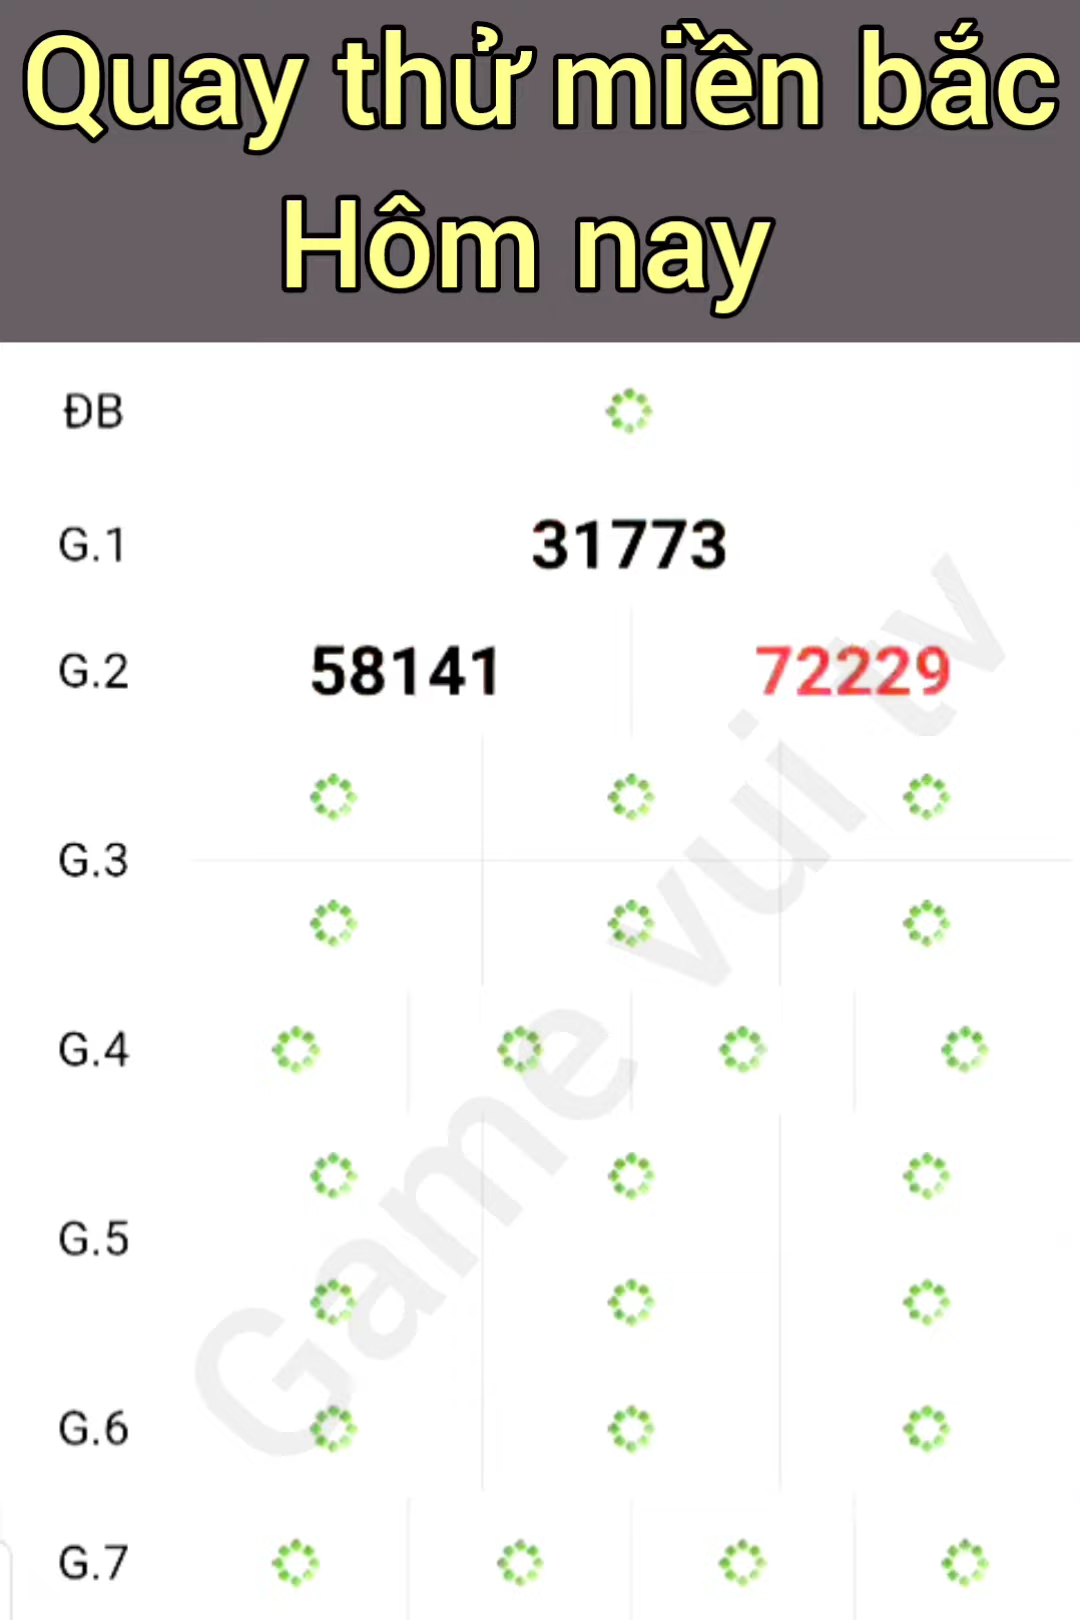 Quay thử miền bắc
Hôm nay
ĐB
G.1 31773
G.2 58141 72229
G.3
G.4
G.5
G.6
G.7
Game vui tv